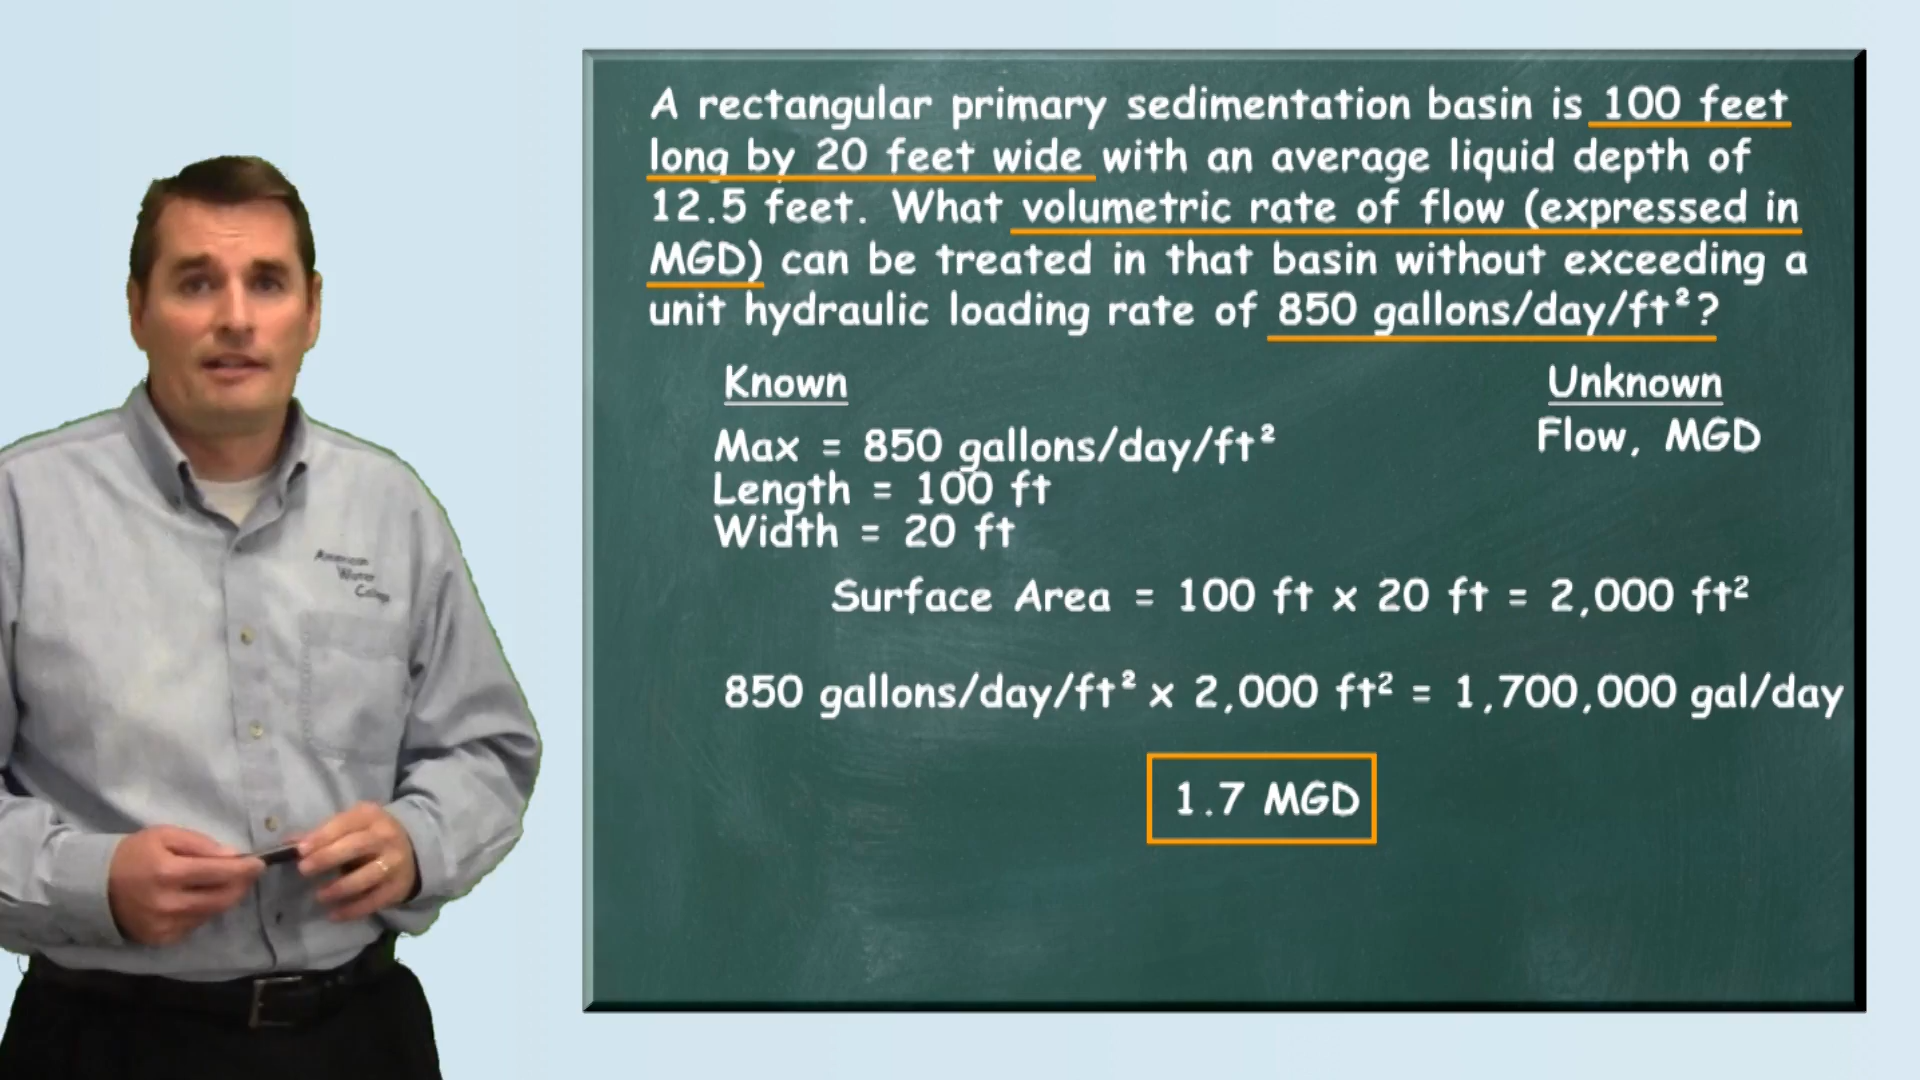 A rectangular primary sedimentation basin is 100 feet
long by 20 feet wide with an average liquid depth of
12.5 feet. What volumetric rate of flow (expressed in
MGD) can be treated in that basin without exceeding a
unit hydraulic loading rate of 850 gallons/day/ft²?
Known
Unknown
Max = 850 gallons/day/ft²
Flow, MGD
Length = 100 ft
Width = 20 ft
Surface Area = 100 ft x 20 ft = 2,000 ft²
850 gallons/day/ft² x 2,000 ft² = 1,700,000 gal/day
1.7 MGD
American
Water
College